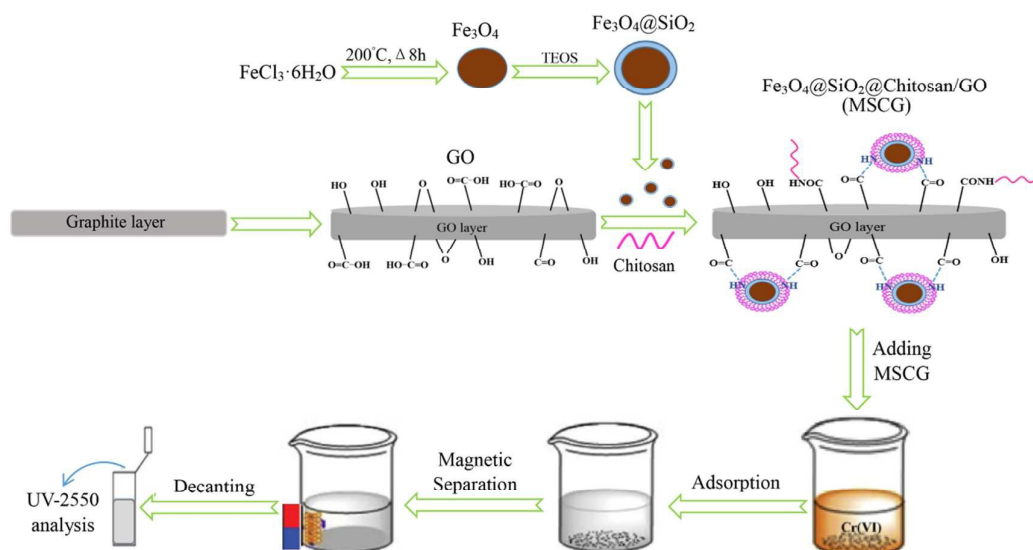 Fe₃O₄@SiO₂
Fe₃O₄
200°C, Δ 8h
TEOS
FeCl₃·6H₂O
Fe₃O₄@SiO₂@Chitosan/GO
(MSCG)
GO
HN NH
HO OH O O=C-OH HO-C=O O
HO OH HNOC O=C C=O CONH
Graphite layer
GO layer
GO layer
O=C-OH HO-C=O O OH C=O OH
Chitosan
O=C C=O O O=C C=O OH
HN NH HN NH
Adding
MSCG
Magnetic
Separation
Adsorption
Decanting
UV-2550
analysis
Cr(VI)